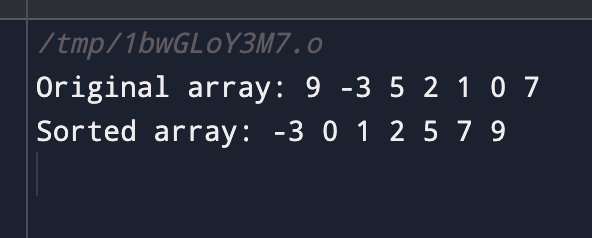 /tmp/1bwGLoY3M7.o
Original array: 9 -3 5 2 1 0 7
Sorted array: -3 0 1 2 5 7 9